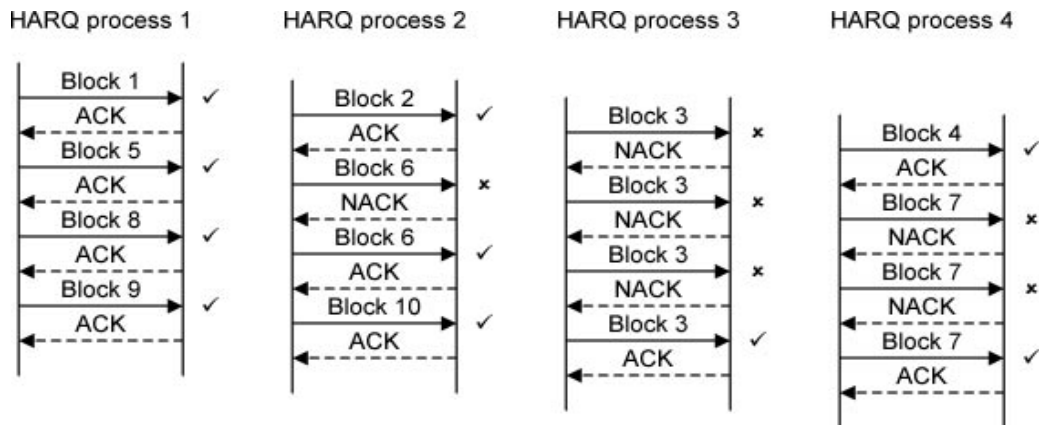 HARQ process 1
Block 1
ACK
Block 5
ACK
Block 8
ACK
Block 9
ACK
HARQ process 2
Block 2
ACK
Block 6
NACK
Block 6
ACK
Block 10
ACK
HARQ process 3
Block 3
NACK
Block 3
NACK
Block 3
NACK
Block 3
ACK
HARQ process 4
Block 4
ACK
Block 7
NACK
Block 7
NACK
Block 7
ACK